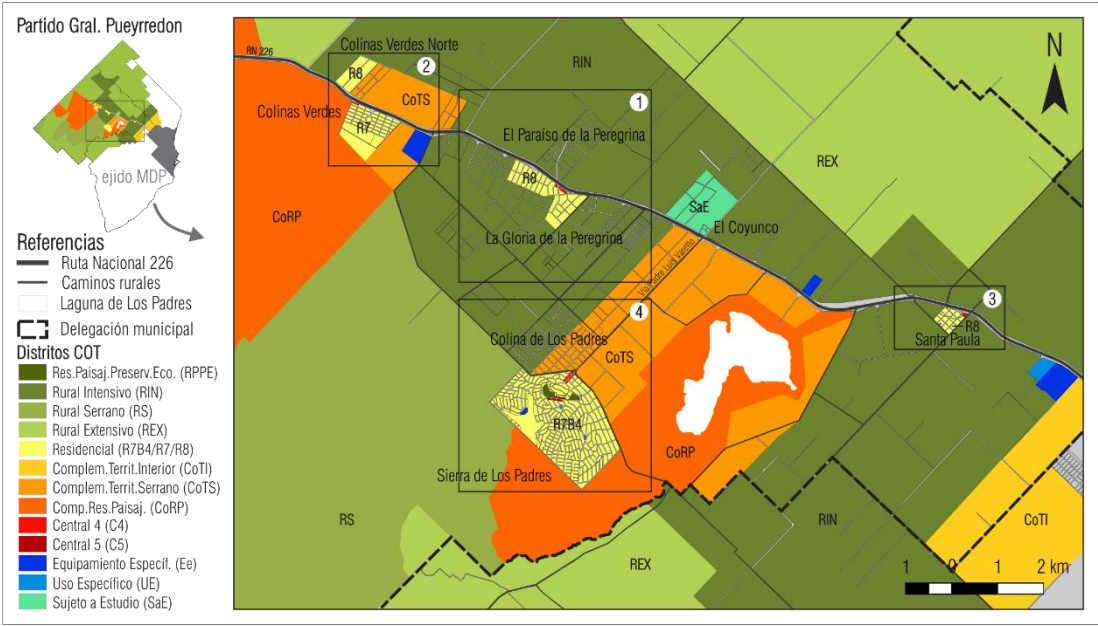 Partido Gral. Pueyrredon
ejido MDP
Referencias
Ruta Nacional 226
Caminos rurales
Laguna de Los Padres
Delegación municipal
Distritos COT
Res.Paisaj.Preserv.Eco. (RPPE)
Rural Intensivo (RIN)
Rural Serrano (RS)
Rural Extensivo (REX)
Residencial (R7B4/R7/R8)
Complem.Territ.Interior (CoTI)
Complem.Territ.Serrano (CoTS)
Comp.Res.Paisaj. (CoRP)
Central 4 (C4)
Central 5 (C5)
Equipamiento Específ. (Ee)
Uso Específico (UE)
Sujeto a Estudio (SaE)
RN 226
Colinas Verdes Norte
R8
2
CoTS
Colinas Verdes
R7
RIN
1
El Paraíso de la Peregrina
R8
La Gloria de la Peregrina
REX
N
SaE
El Coyunco
Vía Padre Luis Varetto
CoRP
3
R8
Santa Paula
4
Colina de Los Padres
CoTS
R7B4
CoRP
Sierra de Los Padres
RS
REX
RIN
CoTI
1 0 1 2 km